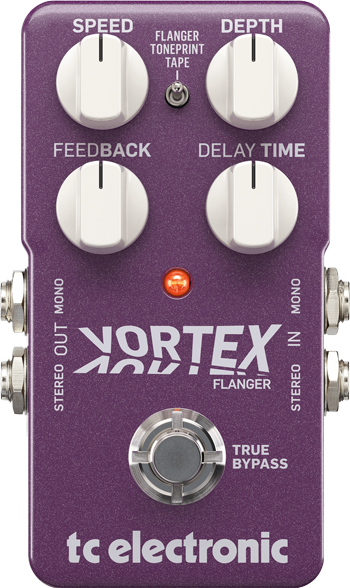 SPEED
FLANGER
TONEPRINT
TAPE
DEPTH
FEEDBACK
DELAY TIME
STEREO OUT MONO
STEREO IN MONO
VORTEX
FLANGER
TRUE
BYPASS
tc electronic